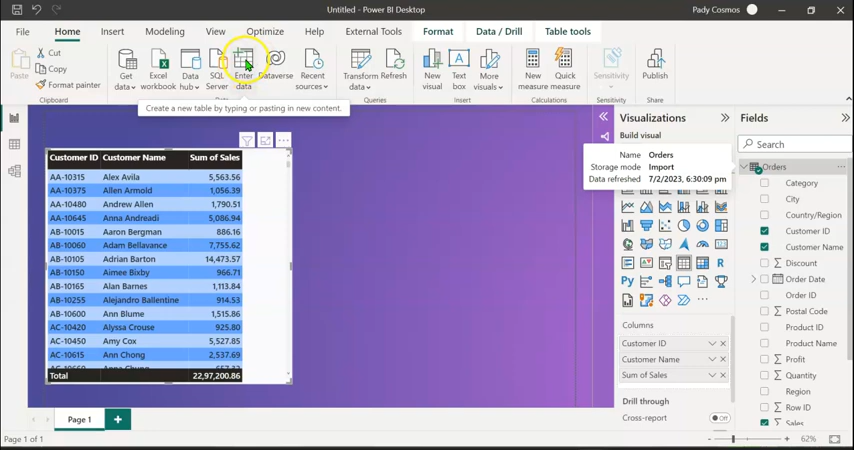 Untitled - Power BI Desktop
Pady Cosmos
File
Home
Insert
Modeling
View
Optimize
Help
External Tools
Format
Data / Drill
Table tools
Paste
Cut
Copy
Format painter
Clipboard
Get data
Excel workbook
Data hub
SQL Server
Enter data
Dataverse
Recent sources
Transform data
Refresh
Queries
New visual
Text box
More visuals
Insert
New measure
Quick measure
Calculations
Sensitivity
Sensitivity
Publish
Share
Create a new table by typing or pasting in new content.
Customer ID Customer Name Sum of Sales
AA-10315 Alex Avila 5,563.56
AA-10375 Allen Armold 1,056.39
AA-10480 Andrew Allen 1,790.51
AA-10645 Anna Andreadi 5,086.94
AB-10015 Aaron Bergman 886.16
AB-10060 Adam Bellavance 7,755.62
AB-10105 Adrian Barton 14,473.57
AB-10150 Aimee Bixby 966.71
AB-10165 Alan Barnes 1,113.84
AB-10255 Alejandro Ballentine 914.53
AB-10600 Ann Blume 1,515.86
AC-10420 Alyssa Crouse 925.80
AC-10450 Amy Cox 5,527.85
AC-10615 Ann Chong 2,537.69
Total 22,97,200.86
Visualizations
Build visual
Name Orders
Storage mode Import
Data refreshed 7/2/2023, 6:30:09 pm
Py
R
Columns
Customer ID
Customer Name
Sum of Sales
Drill through
Cross-report
Off
Fields
Search
Orders
Category
City
Country/Region
Customer ID
Customer Name
Discount
Order Date
Order ID
Postal Code
Product ID
Product Name
Profit
Quantity
Region
Row ID
Sales
Page 1
Page 1 of 1
62%